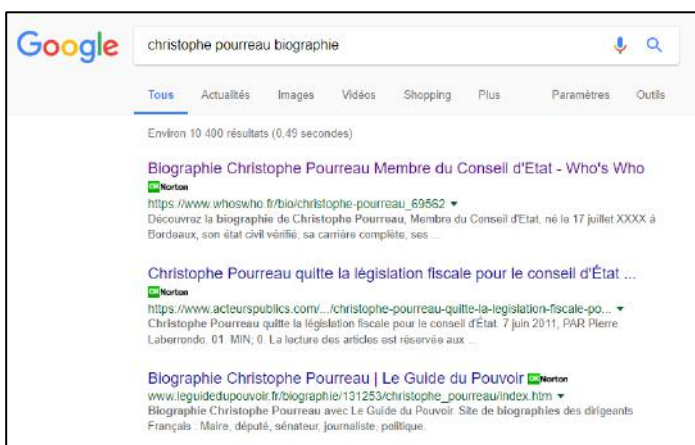 Google
christophe pourreau biographie
Tous Actualités Images Vidéos Shopping Plus Paramètres Outils
Environ 10 400 résultats (0,49 secondes)
Biographie Christophe Pourreau Membre du Conseil d'Etat - Who's Who
OK Norton
https://www.whoswho.fr/bio/christophe-pourreau_69562
Découvrez la biographie de Christophe Pourreau, Membre du Conseil d'Etat, né le 17 juillet XXXX à
Bordeaux, son état civil vérifié, sa carrière complète, ses ...
Christophe Pourreau quitte la législation fiscale pour le conseil d'État ...
OK Norton
https://www.acteurspublics.com/.../christophe-pourreau-quitte-la-legislation-fiscale-po...
Christophe Pourreau quitte la législation fiscale pour le conseil d'État. 7 juin 2011, PAR Pierre
Laberrondo. 01. MIN; 0. La lecture des articles est réservée aux ...
Biographie Christophe Pourreau | Le Guide du Pouvoir OK Norton
www.leguidedupouvoir.fr/biographie/131253/christophe_pourreau/index.htm
Biographie Christophe Pourreau avec Le Guide du Pouvoir. Site de biographies des dirigeants
Français : Maire, député, sénateur, journaliste, politique.